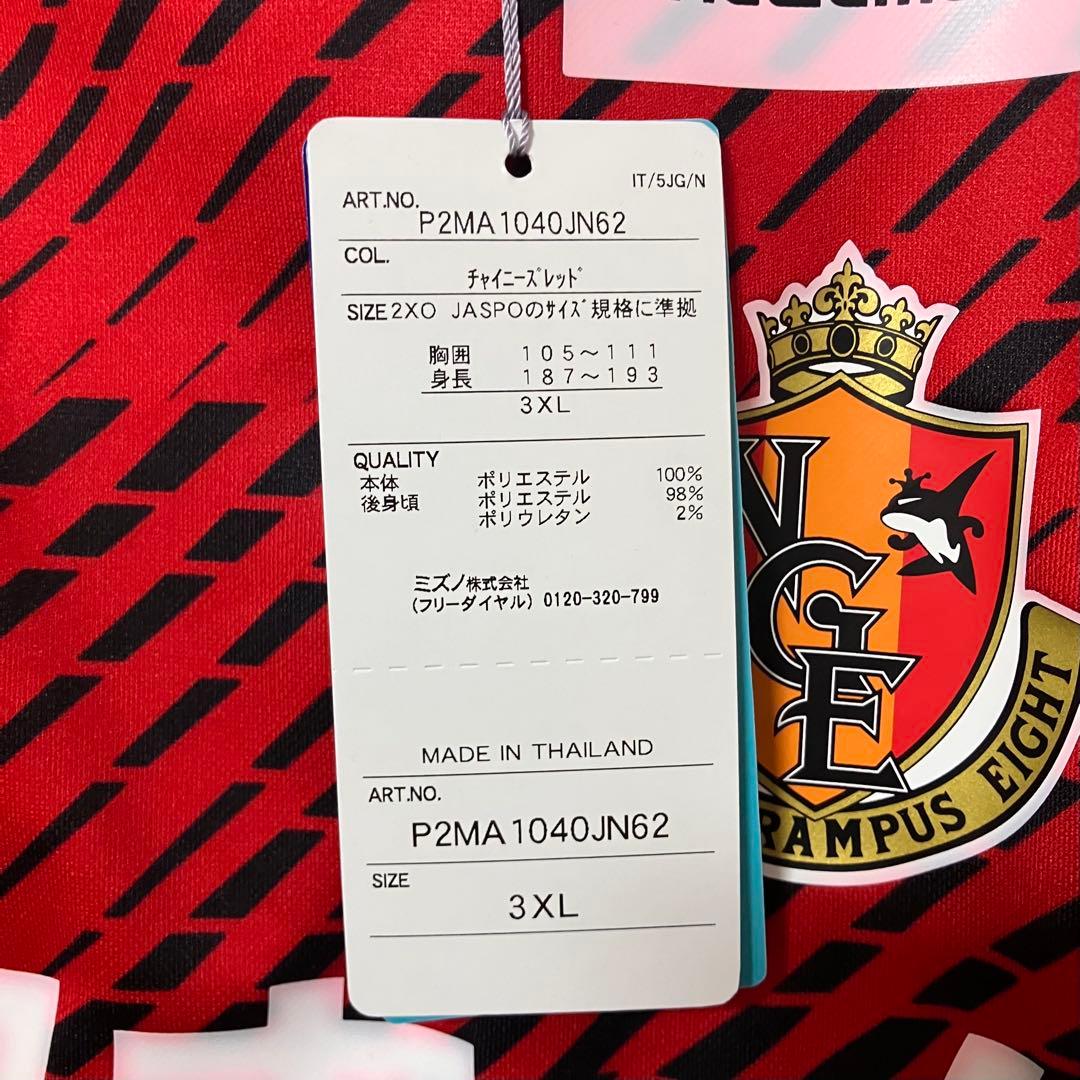 IT/5JG/N
ART.NO.
P2MA1040JN62
COL.
ﾁｬｲﾆｰｽﾞﾚｯﾄﾞ
SIZE 2XO JASPOのｻｲｽﾞ規格に準拠
胸囲 105～111
身長 187～193
3XL
QUALITY
本体 ポリエステル 100%
後身頃 ポリエステル 98%
ポリウレタン 2%
ミズノ株式会社
(フリーダイヤル) 0120-320-799
MADE IN THAILAND
ART.NO.
P2MA1040JN62
SIZE
3XL
NGE
RAMPUS EIGHT